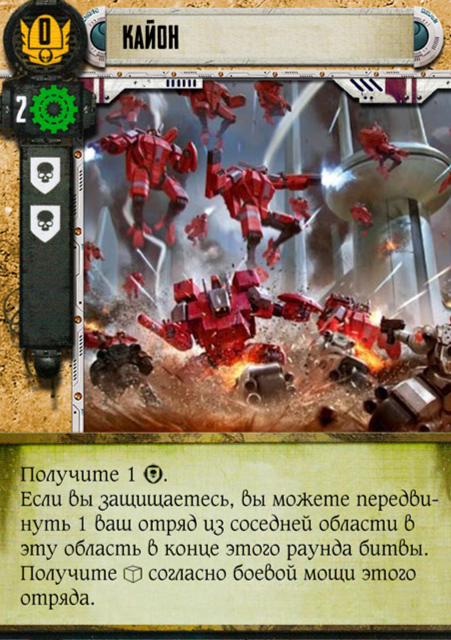 0
КАЙОН
2
Получите 1 .
Если вы защищаетесь, вы можете передви-
нуть 1 ваш отряд из соседней области в
эту область в конце этого раунда битвы.
Получите согласно боевой мощи этого
отряда.